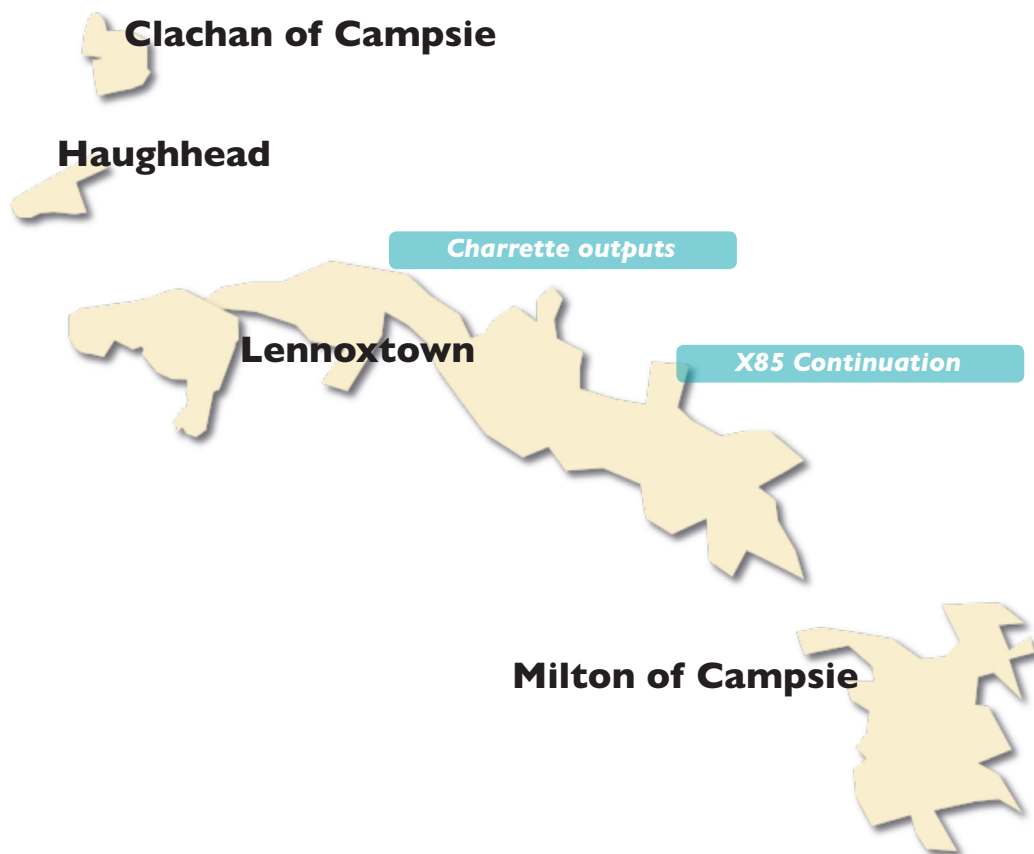 Clachan of Campsie
Haughhead
Charrette outputs
Lennoxtown
X85 Continuation
Milton of Campsie